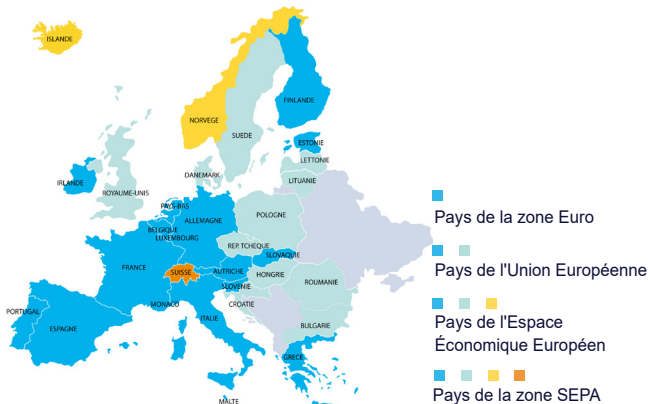 ISLANDE
NORVEGE
FINLANDE
SUEDE
ESTONIE
LETTONIE
DANEMARK
LITUANIE
IRLANDE
ROYAUME-UNIS
PAYS-BAS
POLOGNE
ALLEMAGNE
BELGIQUE
LUXEMBOURG
REP.TCHEQUE
SLOVAQUIE
FRANCE
SUISSE
AUTRICHE
HONGRIE
ROUMANIE
SLOVENIE
MONACO
CROATIE
PORTUGAL
ITALIE
ESPAGNE
BULGARIE
GRECE
MALTE
Pays de la zone Euro
Pays de l'Union Européenne
Pays de l'Espace
Économique Européen
Pays de la zone SEPA